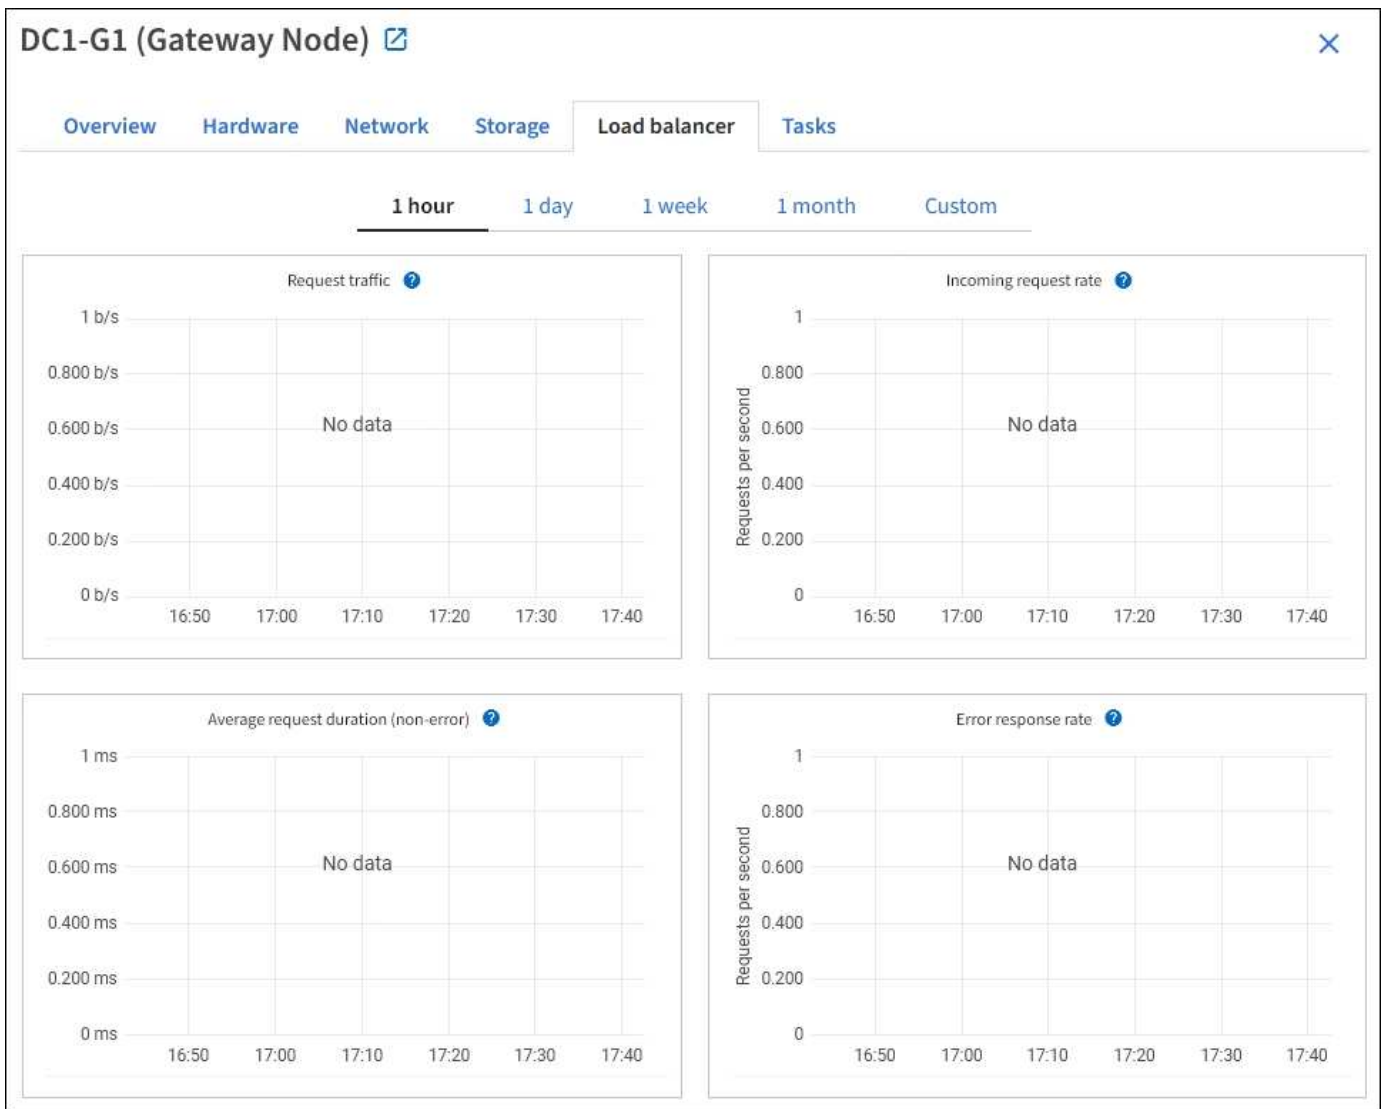 DC1-G1 (Gateway Node)
Overview Hardware Network Storage Load balancer Tasks
1 hour 1 day 1 week 1 month Custom
Request traffic ?
1 b/s
0.800 b/s
0.600 b/s
0.400 b/s
0.200 b/s
0 b/s
No data
16:50 17:00 17:10 17:20 17:30 17:40
Incoming request rate ?
Requests per second
1
0.800
0.600
0.400
0.200
0
No data
16:50 17:00 17:10 17:20 17:30 17:40
Average request duration (non-error) ?
1 ms
0.800 ms
0.600 ms
0.400 ms
0.200 ms
0 ms
No data
16:50 17:00 17:10 17:20 17:30 17:40
Error response rate ?
Requests per second
1
0.800
0.600
0.400
0.200
0
No data
16:50 17:00 17:10 17:20 17:30 17:40